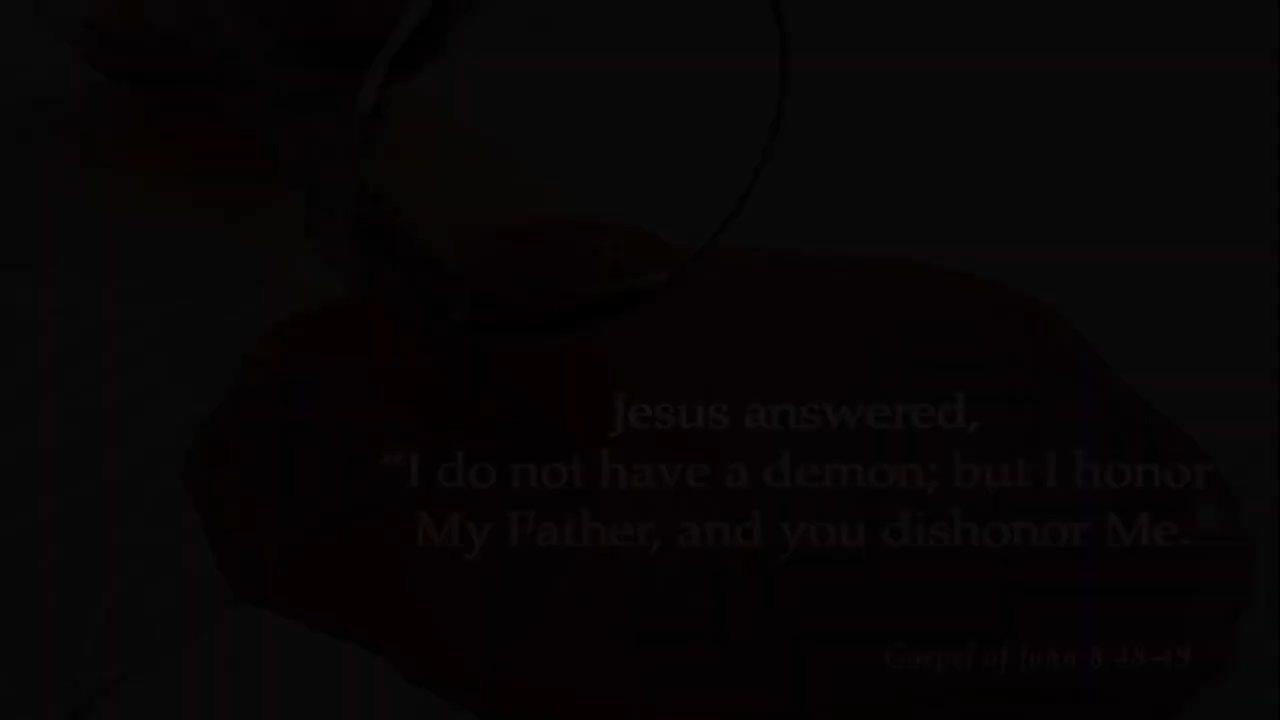 Jesus answered,
“I do not have a demon; but I honor
My Father, and you dishonor Me.
Gospel of John 8:48-49